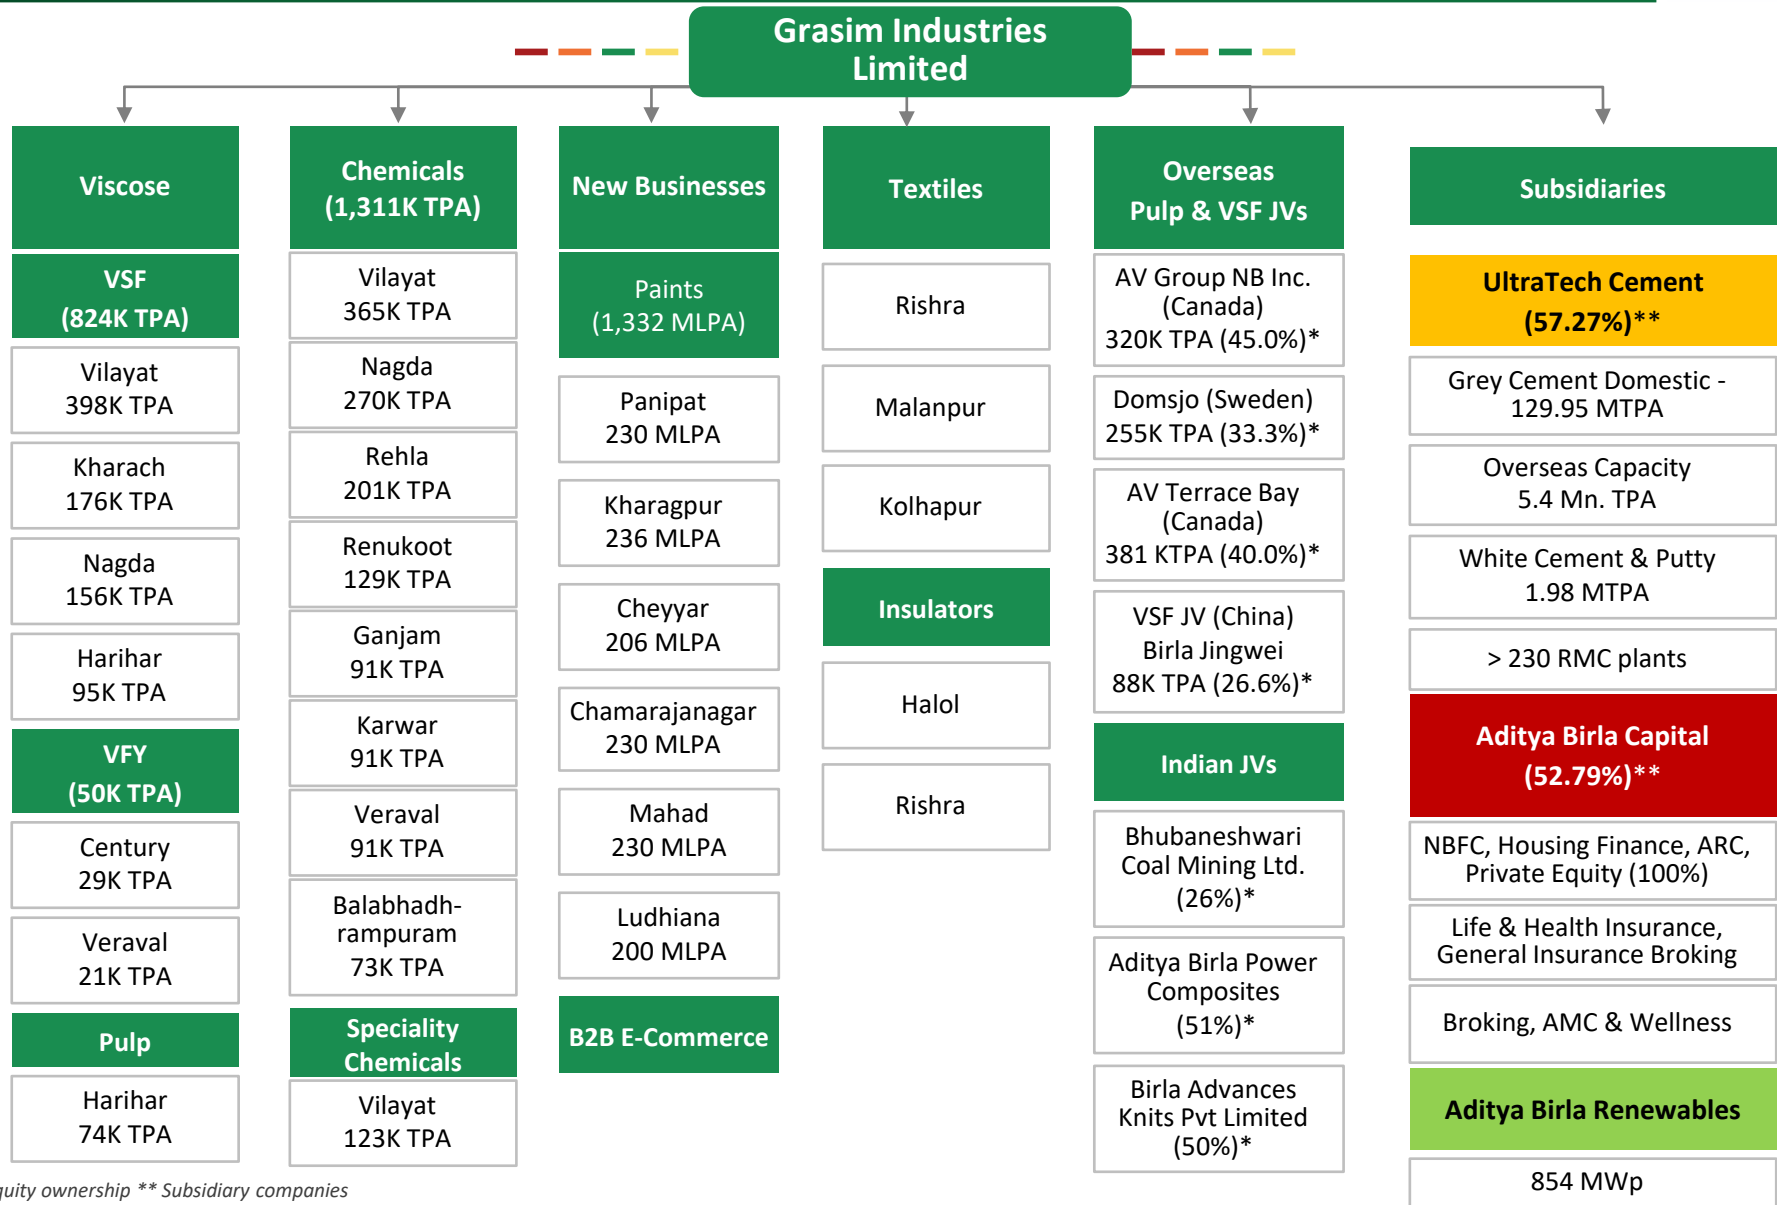 Grasim Industries
Limited
Viscose
VSF
(824K TPA)
Vilayat
398K TPA
Kharach
176K TPA
Nagda
156K TPA
Harihar
95K TPA
VFY
(50K TPA)
Century
29K TPA
Veraval
21K TPA
Pulp
Harihar
74K TPA
Chemicals
(1,311K TPA)
Vilayat
365K TPA
Nagda
270K TPA
Rehla
201K TPA
Renukoot
129K TPA
Ganjam
91K TPA
Karwar
91K TPA
Veraval
91K TPA
Balabhadh-
rampuram
73K TPA
Speciality
Chemicals
Vilayat
123K TPA
New Businesses
Paints
(1,332 MLPA)
Panipat
230 MLPA
Kharagpur
236 MLPA
Cheyyar
206 MLPA
Chamarajanagar
230 MLPA
Mahad
230 MLPA
Ludhiana
200 MLPA
B2B E-Commerce
Textiles
Rishra
Malanpur
Kolhapur
Insulators
Halol
Rishra
Overseas
Pulp & VSF JVs
AV Group NB Inc.
(Canada)
320K TPA (45.0%)*
Domsjo (Sweden)
255K TPA (33.3%)*
AV Terrace Bay
(Canada)
381 KTPA (40.0%)*
VSF JV (China)
Birla Jingwei
88K TPA (26.6%)*
Indian JVs
Bhubaneshwari
Coal Mining Ltd.
(26%)*
Aditya Birla Power
Composites
(51%)*
Birla Advances
Knits Pvt Limited
(50%)*
Subsidiaries
UltraTech Cement
(57.27%)**
Grey Cement Domestic -
129.95 MTPA
Overseas Capacity
5.4 Mn. TPA
White Cement & Putty
1.98 MTPA
> 230 RMC plants
Aditya Birla Capital
(52.79%)**
NBFC, Housing Finance, ARC,
Private Equity (100%)
Life & Health Insurance,
General Insurance Broking
Broking, AMC & Wellness
Aditya Birla Renewables
854 MWp
quity ownership ** Subsidiary companies